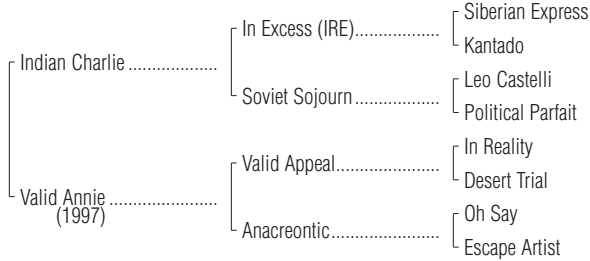 Siberian Express
In Excess (IRE)..................
Kantado
Indian Charlie ...................
Leo Castelli
Soviet Sojourn ..................
Political Parfait
In Reality
Valid Appeal......................
Desert Trial
Valid Annie .......................
(1997)
Oh Say
Anacreontic.......................
Escape Artist